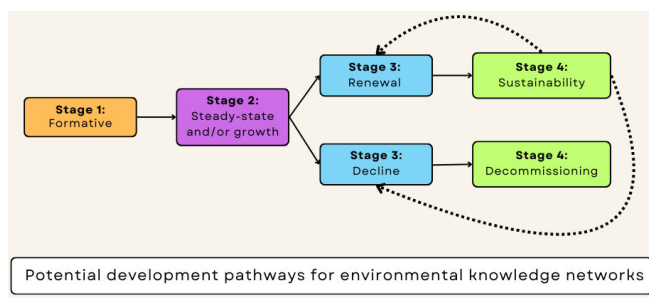 Stage 1:
Formative
Stage 2:
Steady-state
and/or growth
Stage 3:
Renewal
Stage 4:
Sustainability
Stage 3:
Decline
Stage 4:
Decommissioning
Potential development pathways for environmental knowledge networks